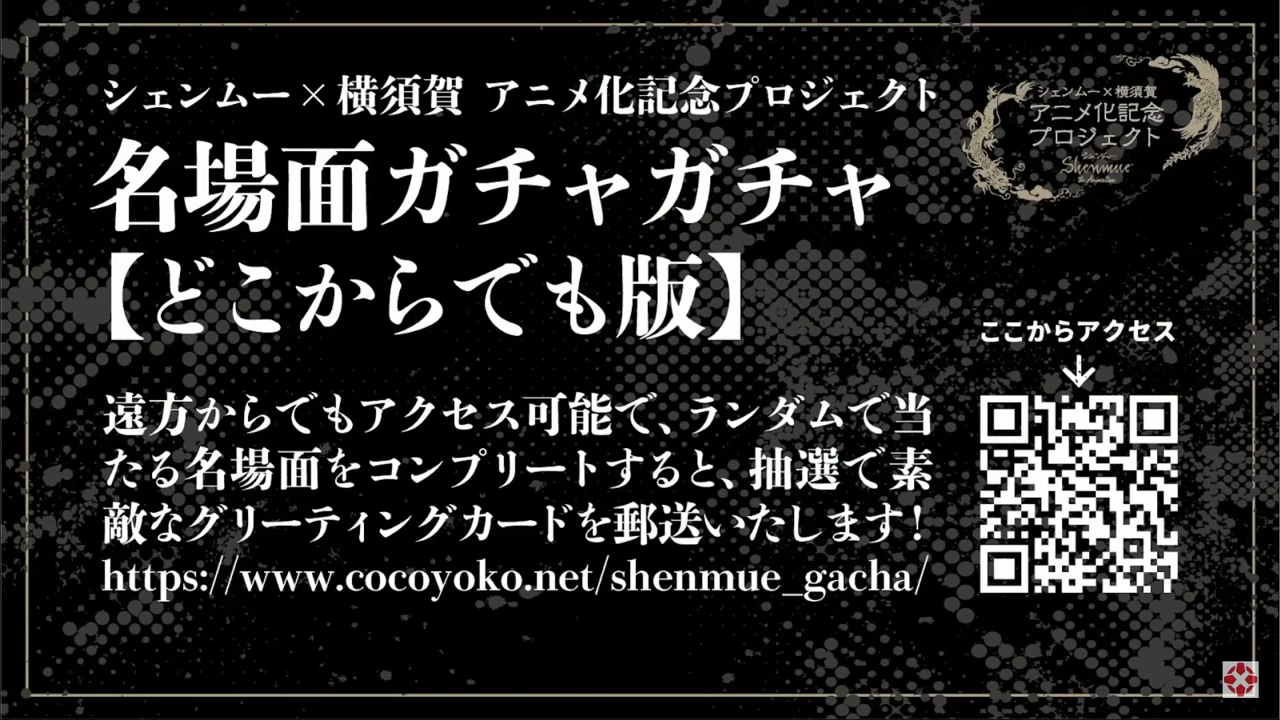 シェンムー×横須賀 アニメ化記念プロジェクト
名場面ガチャガチャ
【どこからでも版】
シェンムー×横須賀
アニメ化記念
プロジェクト
Shenmue
the Animation
ここからアクセス
↓
遠方からでもアクセス可能で、ランダムで当
たる名場面をコンプリートすると、抽選で素
敵なグリーティングカードを郵送いたします!
https://www.cocoyoko.net/shenmue_gacha/